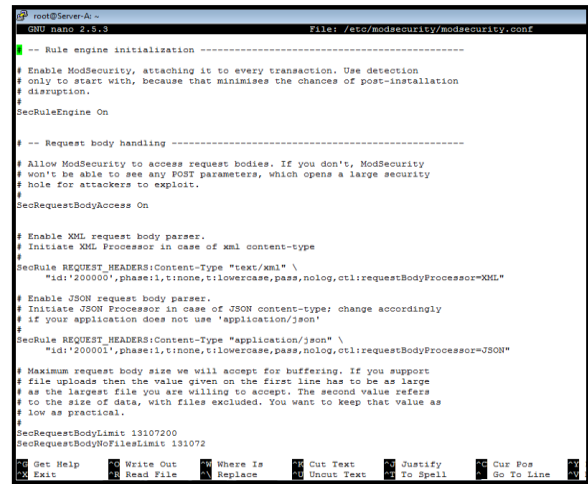 root@Server-A: ~
GNU nano 2.5.3 File: /etc/modsecurity/modsecurity.conf
# -- Rule engine initialization ----------------------------------------------
# Enable ModSecurity, attaching it to every transaction. Use detection
# only to start with, because that minimises the chances of post-installation
# disruption.
#
SecRuleEngine On
# -- Request body handling ---------------------------------------------------
# Allow ModSecurity to access request bodies. If you don't, ModSecurity
# won't be able to see any POST parameters, which opens a large security
# hole for attackers to exploit.
#
SecRequestBodyAccess On
# Enable XML request body parser.
# Initiate XML Processor in case of xml content-type
#
SecRule REQUEST_HEADERS:Content-Type "text/xml" \
"id:'200000',phase:1,t:none,t:lowercase,pass,nolog,ctl:requestBodyProcessor=XML"
# Enable JSON request body parser.
# Initiate JSON Processor in case of JSON content-type; change accordingly
# if your application does not use 'application/json'
#
SecRule REQUEST_HEADERS:Content-Type "application/json" \
"id:'200001',phase:1,t:none,t:lowercase,pass,nolog,ctl:requestBodyProcessor=JSON"
# Maximum request body size we will accept for buffering. If you support
# file uploads then the value given on the first line has to be as large
# as the largest file you are willing to accept. The second value refers
# to the size of data, with files excluded. You want to keep that value as
# low as practical.
#
SecRequestBodyLimit 13107200
SecRequestBodyNoFilesLimit 131072
^G Get Help ^O Write Out ^W Where Is ^K Cut Text ^J Justify ^C Cur Pos ^Y
^X Exit ^R Read File ^\ Replace ^U Uncut Text ^T To Spell ^_ Go To Line ^V